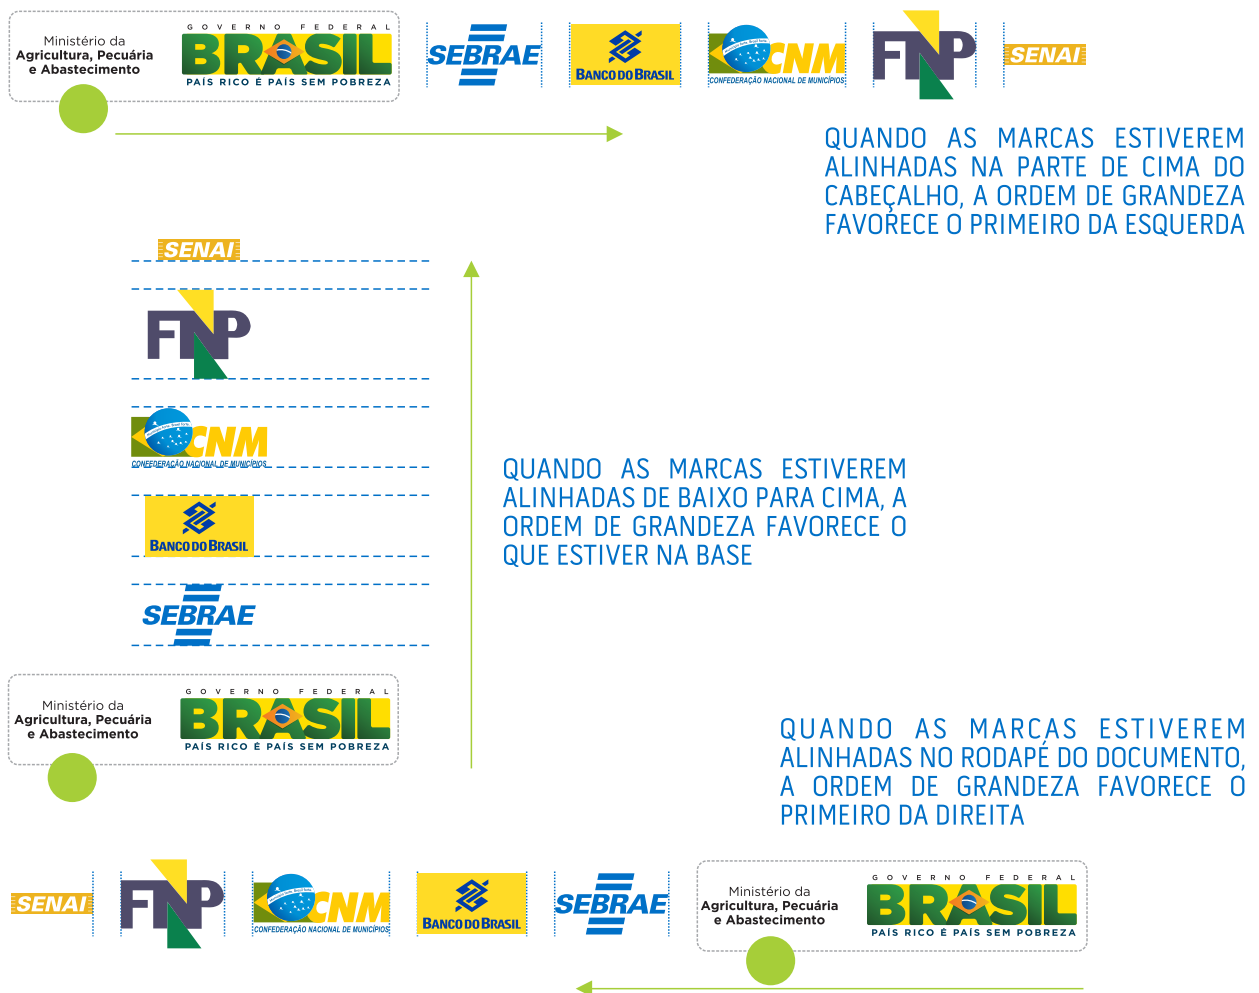 Ministério da
Agricultura, Pecuária
e Abastecimento
GOVERNO FEDERAL
BRASIL
PAÍS RICO É PAÍS SEM POBREZA
SEBRAE
BANCO DO BRASIL
CNM
CONFEDERAÇÃO NACIONAL DE MUNICÍPIOS
FNP
SENAI
QUANDO AS MARCAS ESTIVEREM
ALINHADAS NA PARTE DE CIMA DO
CABEÇALHO, A ORDEM DE GRANDEZA
FAVORECE O PRIMEIRO DA ESQUERDA
SENAI
FNP
CNM
CONFEDERAÇÃO NACIONAL DE MUNICÍPIOS
BANCO DO BRASIL
SEBRAE
QUANDO AS MARCAS ESTIVEREM
ALINHADAS DE BAIXO PARA CIMA, A
ORDEM DE GRANDEZA FAVORECE O
QUE ESTIVER NA BASE
Ministério da
Agricultura, Pecuária
e Abastecimento
GOVERNO FEDERAL
BRASIL
PAÍS RICO É PAÍS SEM POBREZA
QUANDO AS MARCAS ESTIVEREM
ALINHADAS NO RODAPÉ DO DOCUMENTO,
A ORDEM DE GRANDEZA FAVORECE O
PRIMEIRO DA DIREITA
SENAI
FNP
CNM
CONFEDERAÇÃO NACIONAL DE MUNICÍPIOS
BANCO DO BRASIL
SEBRAE
Ministério da
Agricultura, Pecuária
e Abastecimento
GOVERNO FEDERAL
BRASIL
PAÍS RICO É PAÍS SEM POBREZA